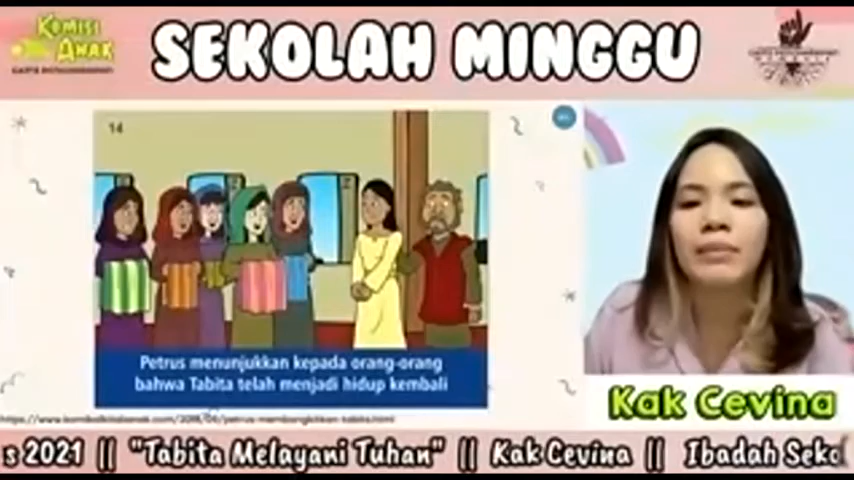 Komisi
Anak
SEKOLAH MINGGU
14
Petrus menunjukkan kepada orang-orang
bahwa Tabita telah menjadi hidup kembali
Kak Cevina
s 2021 || "Tabita Melayani Tuhan" || Kak Cevina || Ibadah Seko